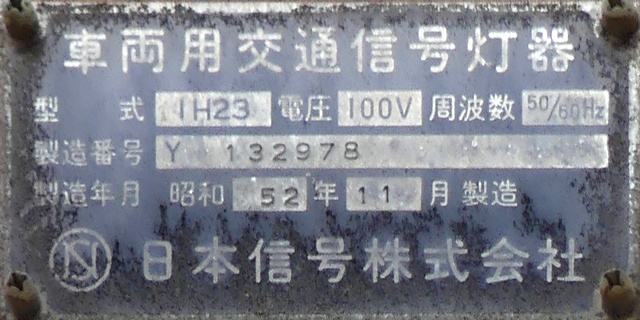 車両用交通信号灯器
型 式 1H23 電圧 100V 周波数 50/60Hz
製造番号 Y 132978
製造年月 昭和 52 年 11 月 製造
NS 日本信号株式会社